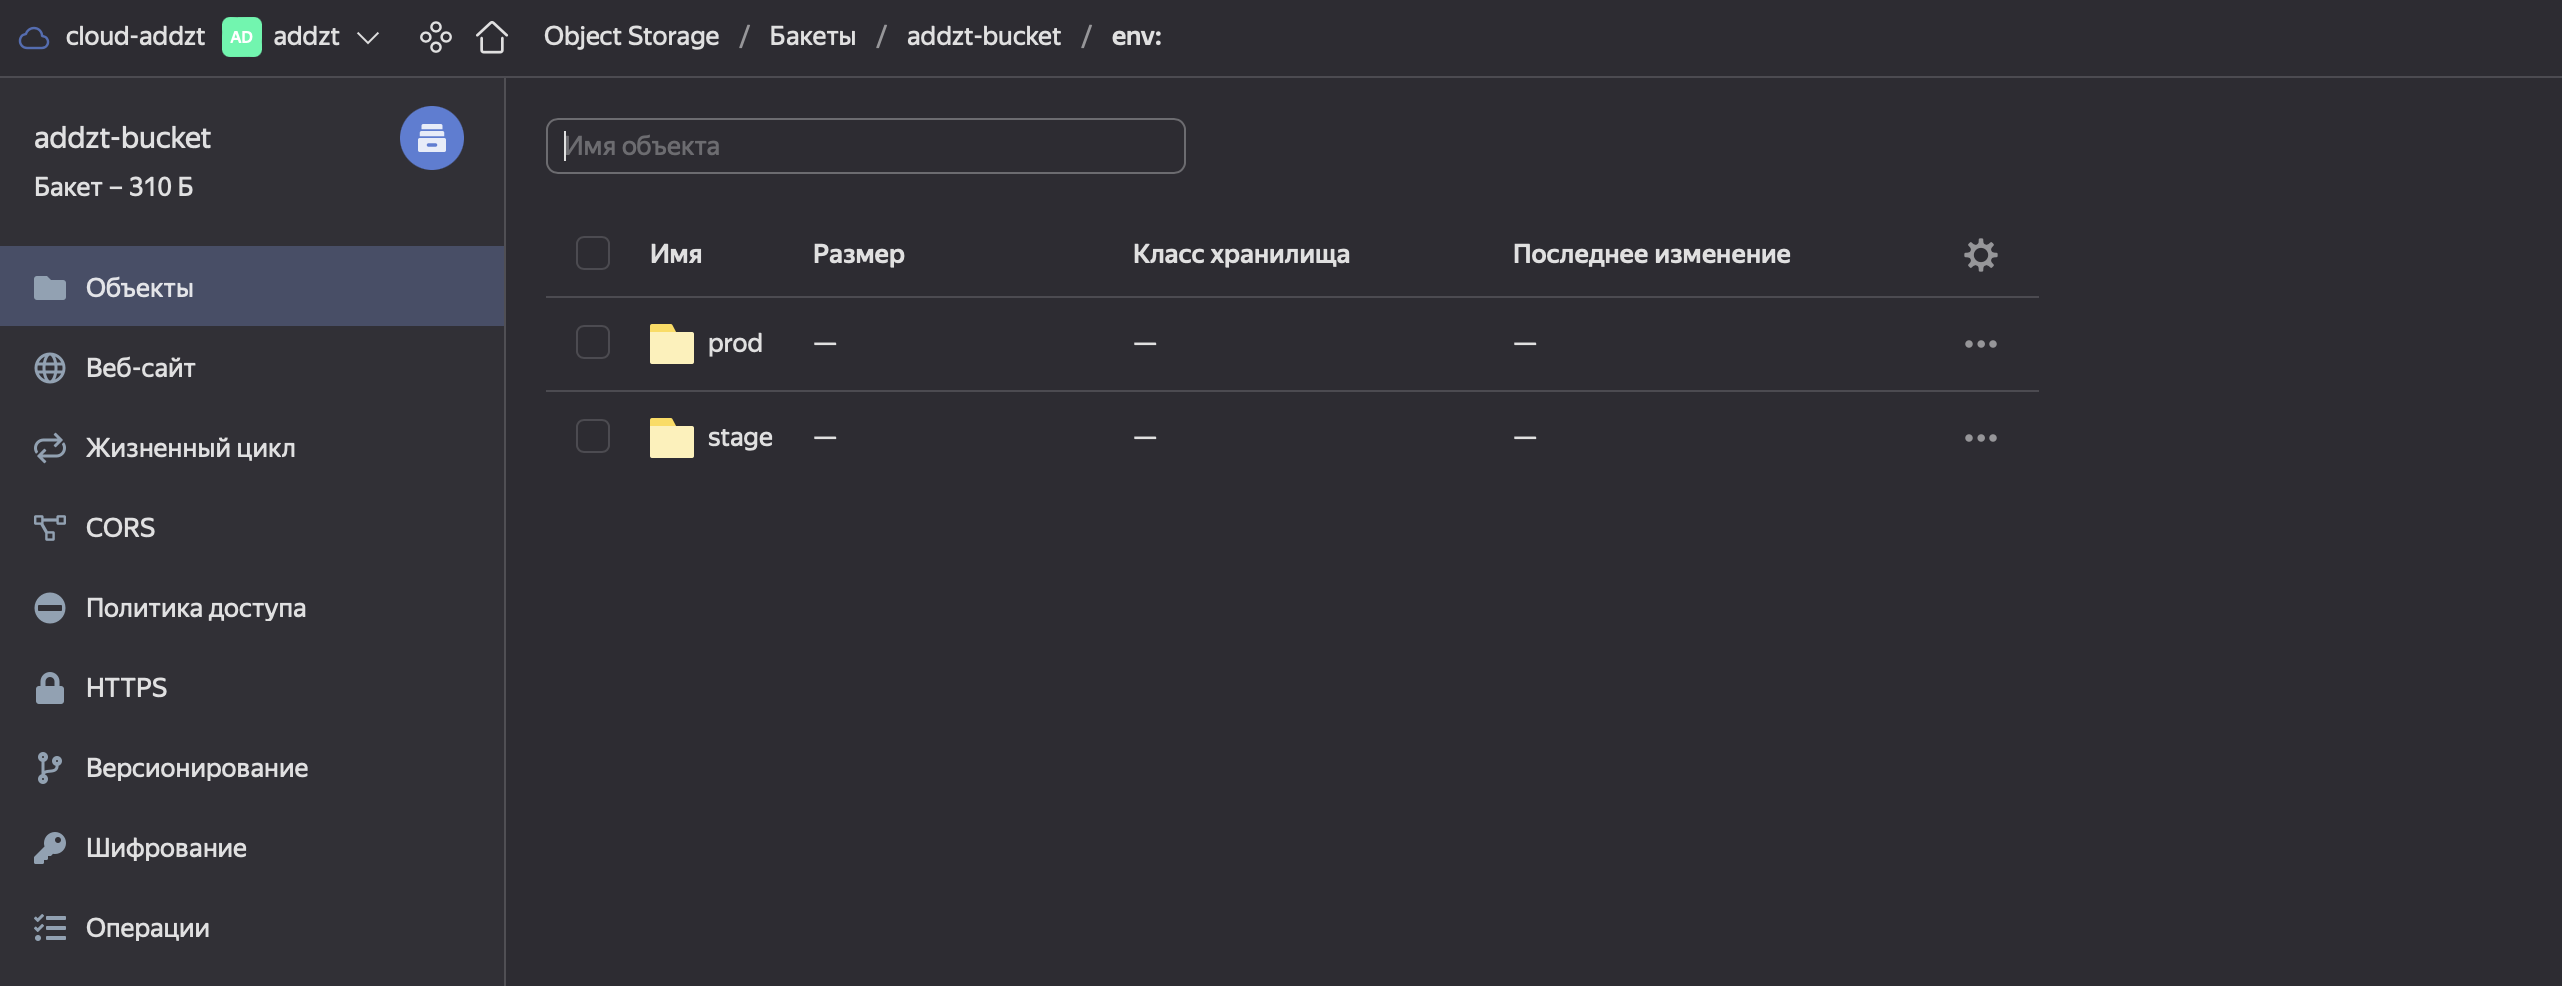 cloud-addzt AD addzt Object Storage / Бакеты / addzt-bucket / env:
addzt-bucket
Бакет – 310 Б
Объекты
Веб-сайт
Жизненный цикл
CORS
Политика доступа
HTTPS
Версионирование
Шифрование
Операции
Имя объекта
Имя Размер Класс хранилища Последнее изменение
prod — — —
stage — — —